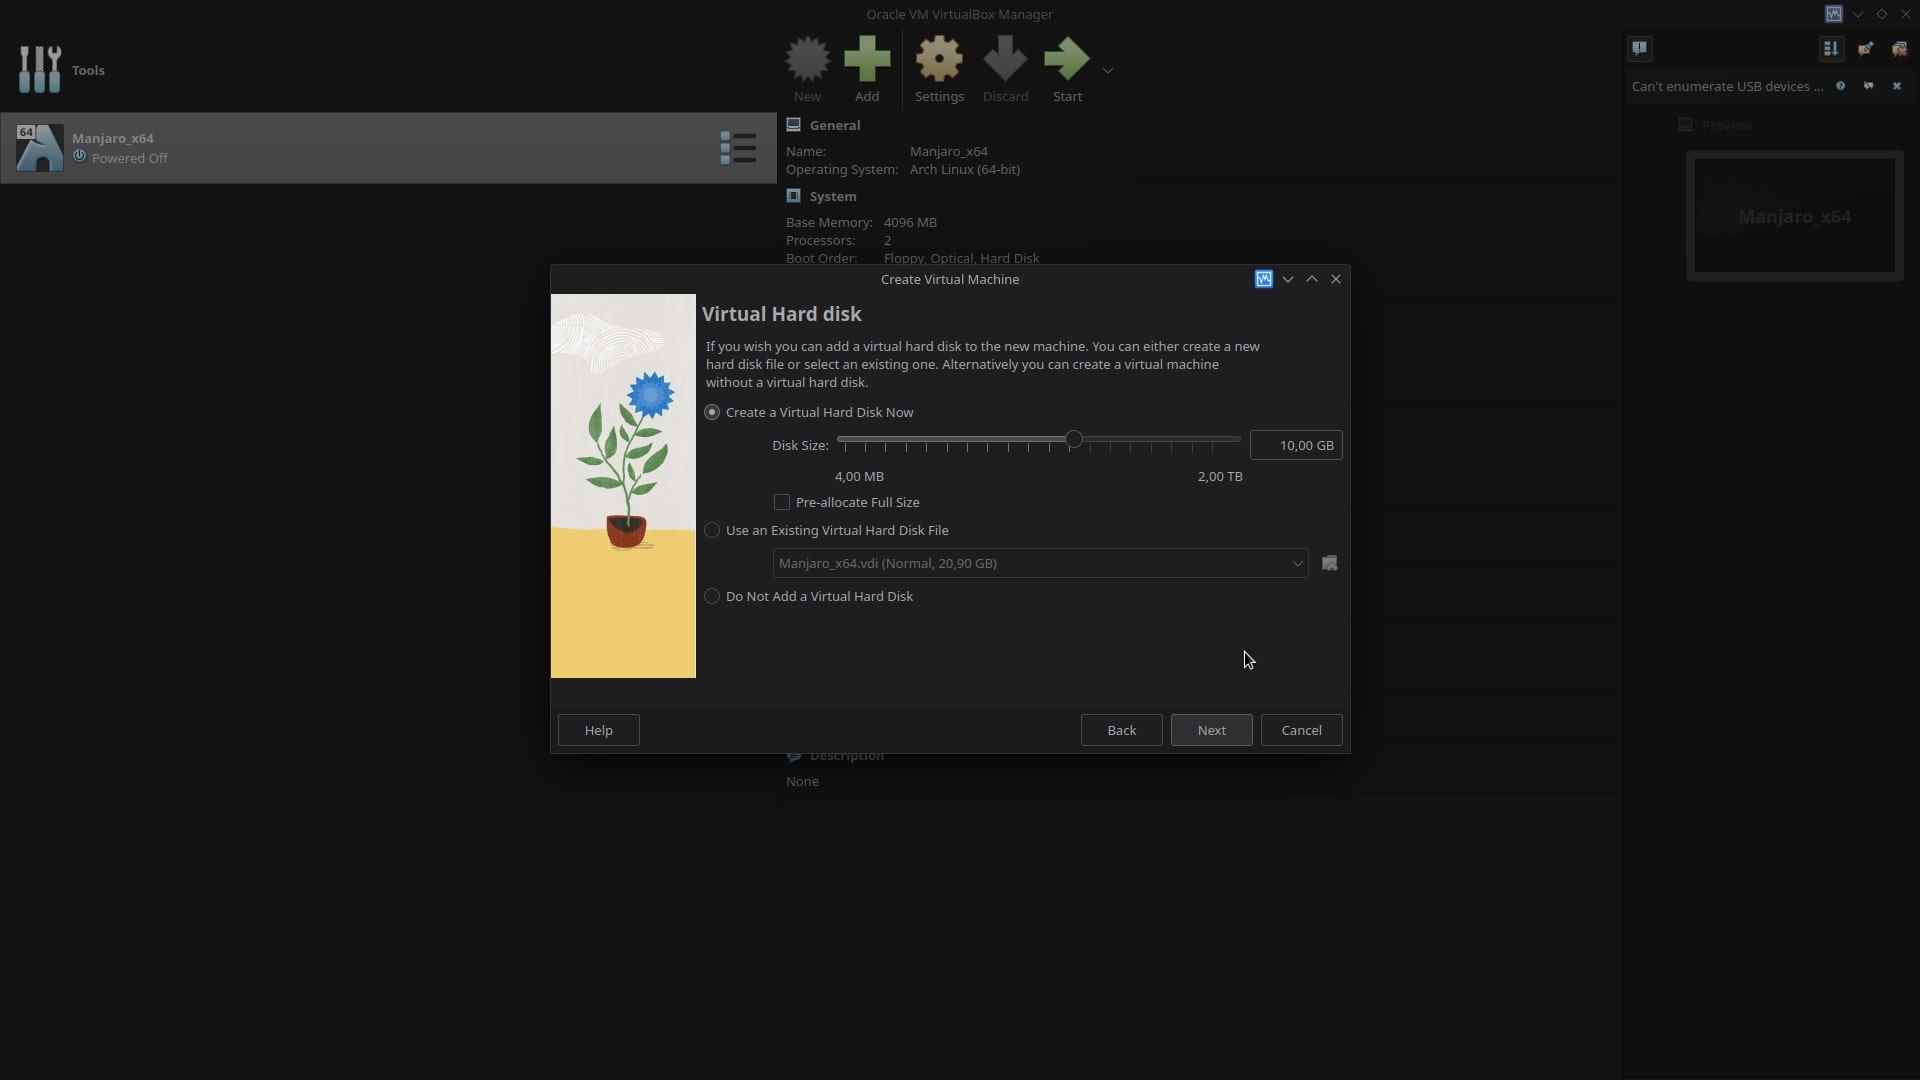 Oracle VM VirtualBox Manager
Tools
New
Add
Settings
Discard
Start
Can't enumerate USB devices ...
64
Manjaro_x64
Powered Off
General
Name: Manjaro_x64
Operating System: Arch Linux (64-bit)
System
Base Memory: 4096 MB
Processors: 2
Boot Order: Floppy, Optical, Hard Disk
Preview
Manjaro_x64
Create Virtual Machine
Virtual Hard disk
If you wish you can add a virtual hard disk to the new machine. You can either create a new
hard disk file or select an existing one. Alternatively you can create a virtual machine
without a virtual hard disk.
Create a Virtual Hard Disk Now
Disk Size: 10,00 GB
4,00 MB 2,00 TB
Pre-allocate Full Size
Use an Existing Virtual Hard Disk File
Manjaro_x64.vdi (Normal, 20,90 GB)
Do Not Add a Virtual Hard Disk
Help
Back
Next
Cancel
Description
None